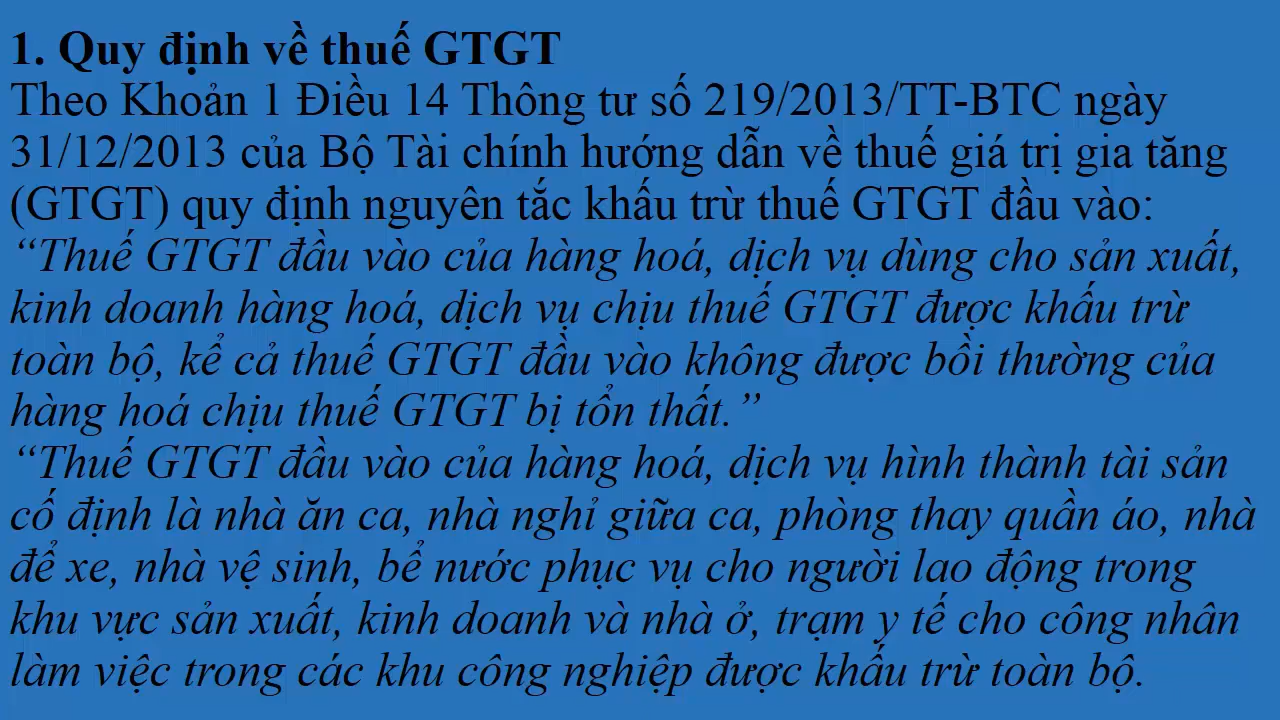 1. Quy định về thuế GTGT
Theo Khoản 1 Điều 14 Thông tư số 219/2013/TT-BTC ngày
31/12/2013 của Bộ Tài chính hướng dẫn về thuế giá trị gia tăng
(GTGT) quy định nguyên tắc khấu trừ thuế GTGT đầu vào:
“Thuế GTGT đầu vào của hàng hoá, dịch vụ dùng cho sản xuất,
kinh doanh hàng hoá, dịch vụ chịu thuế GTGT được khấu trừ
toàn bộ, kể cả thuế GTGT đầu vào không được bồi thường của
hàng hoá chịu thuế GTGT bị tổn thất.”
“Thuế GTGT đầu vào của hàng hoá, dịch vụ hình thành tài sản
cố định là nhà ăn ca, nhà nghỉ giữa ca, phòng thay quần áo, nhà
để xe, nhà vệ sinh, bể nước phục vụ cho người lao động trong
khu vực sản xuất, kinh doanh và nhà ở, trạm y tế cho công nhân
làm việc trong các khu công nghiệp được khấu trừ toàn bộ.